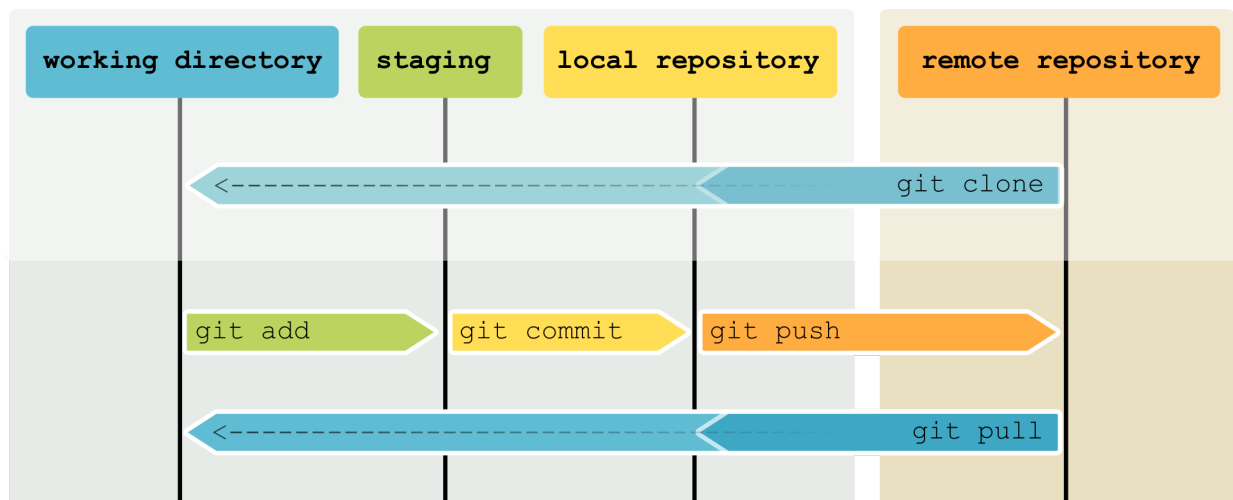 working directory
staging
local repository
remote repository
<--------------------------------------------- git clone
git add
git commit
git push
<--------------------------------------------- git pull